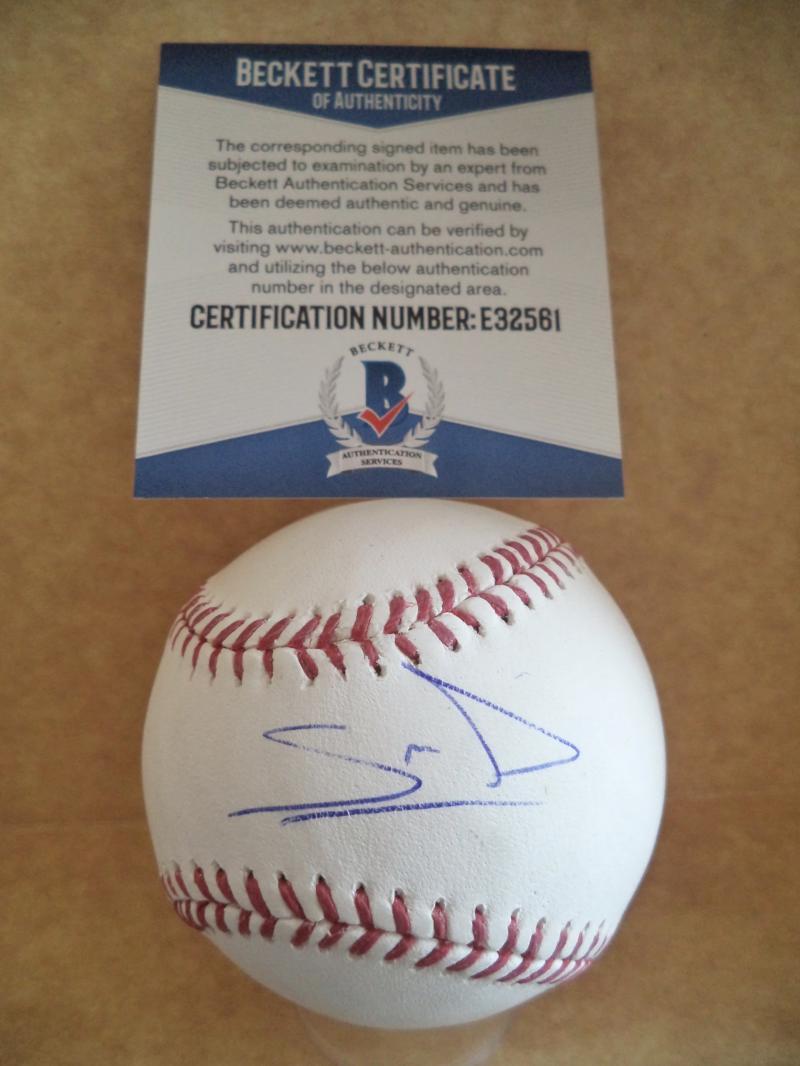 BECKETT CERTIFICATE
OF AUTHENTICITY
The corresponding signed item has been
subjected to examination by an expert from
Beckett Authentication Services and has
been deemed authentic and genuine.
This authentication can be verified by
visiting www.beckett-authentication.com
and utilizing the below authentication
number in the designated area.
CERTIFICATION NUMBER: E32561
BECKETT
B
AUTHENTICATION
SERVICES